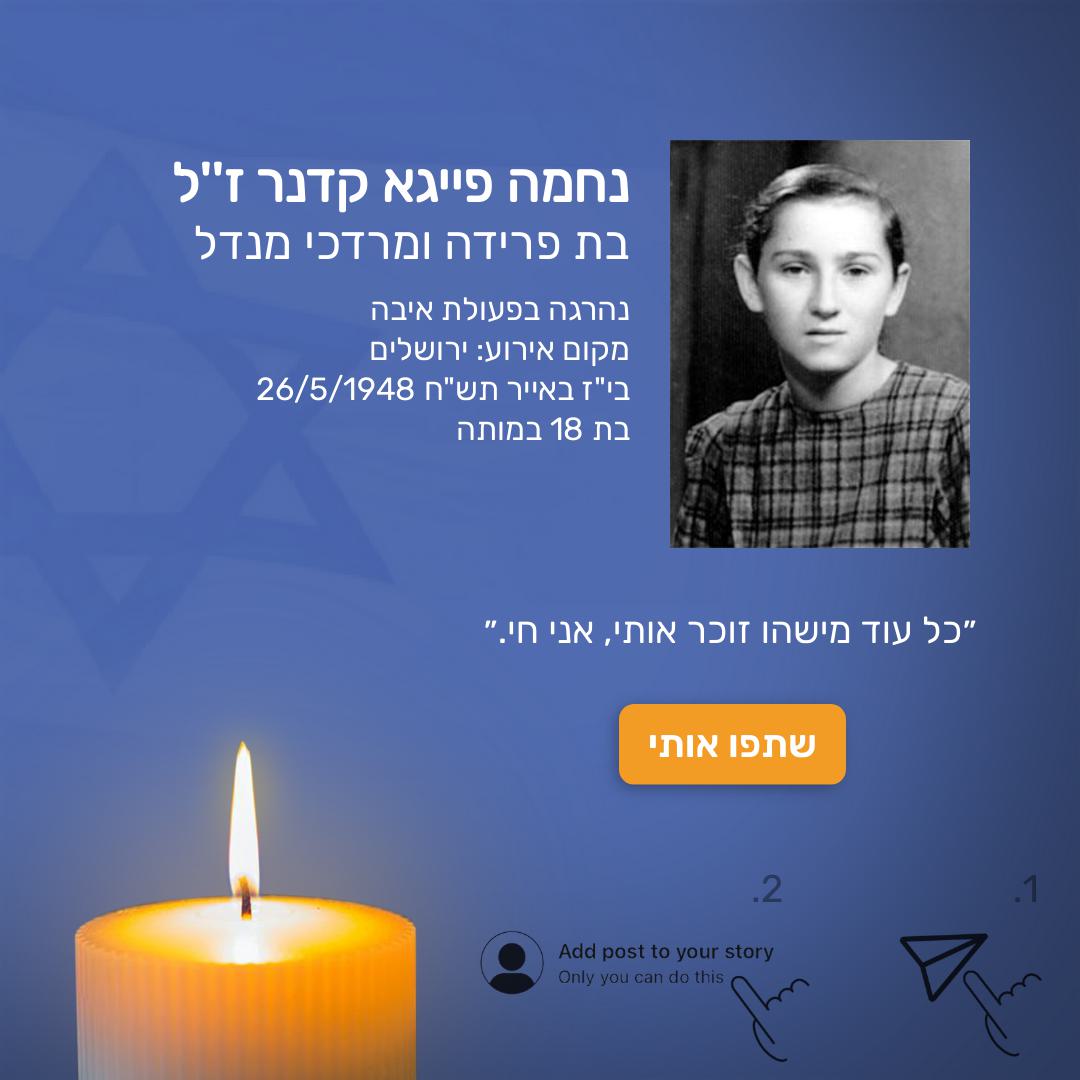 נחמה פייגא קדנר ז"ל
בת פרידה ומרדכי מנדל
נהרגה בפעולת איבה
מקום אירוע: ירושלים
בי"ז באייר תש"ח 26/5/1948
בת 18 במותה
״כל עוד מישהו זוכר אותי, אני חי.״
שתפו אותי
1.
2.
Add post to your story
Only you can do this